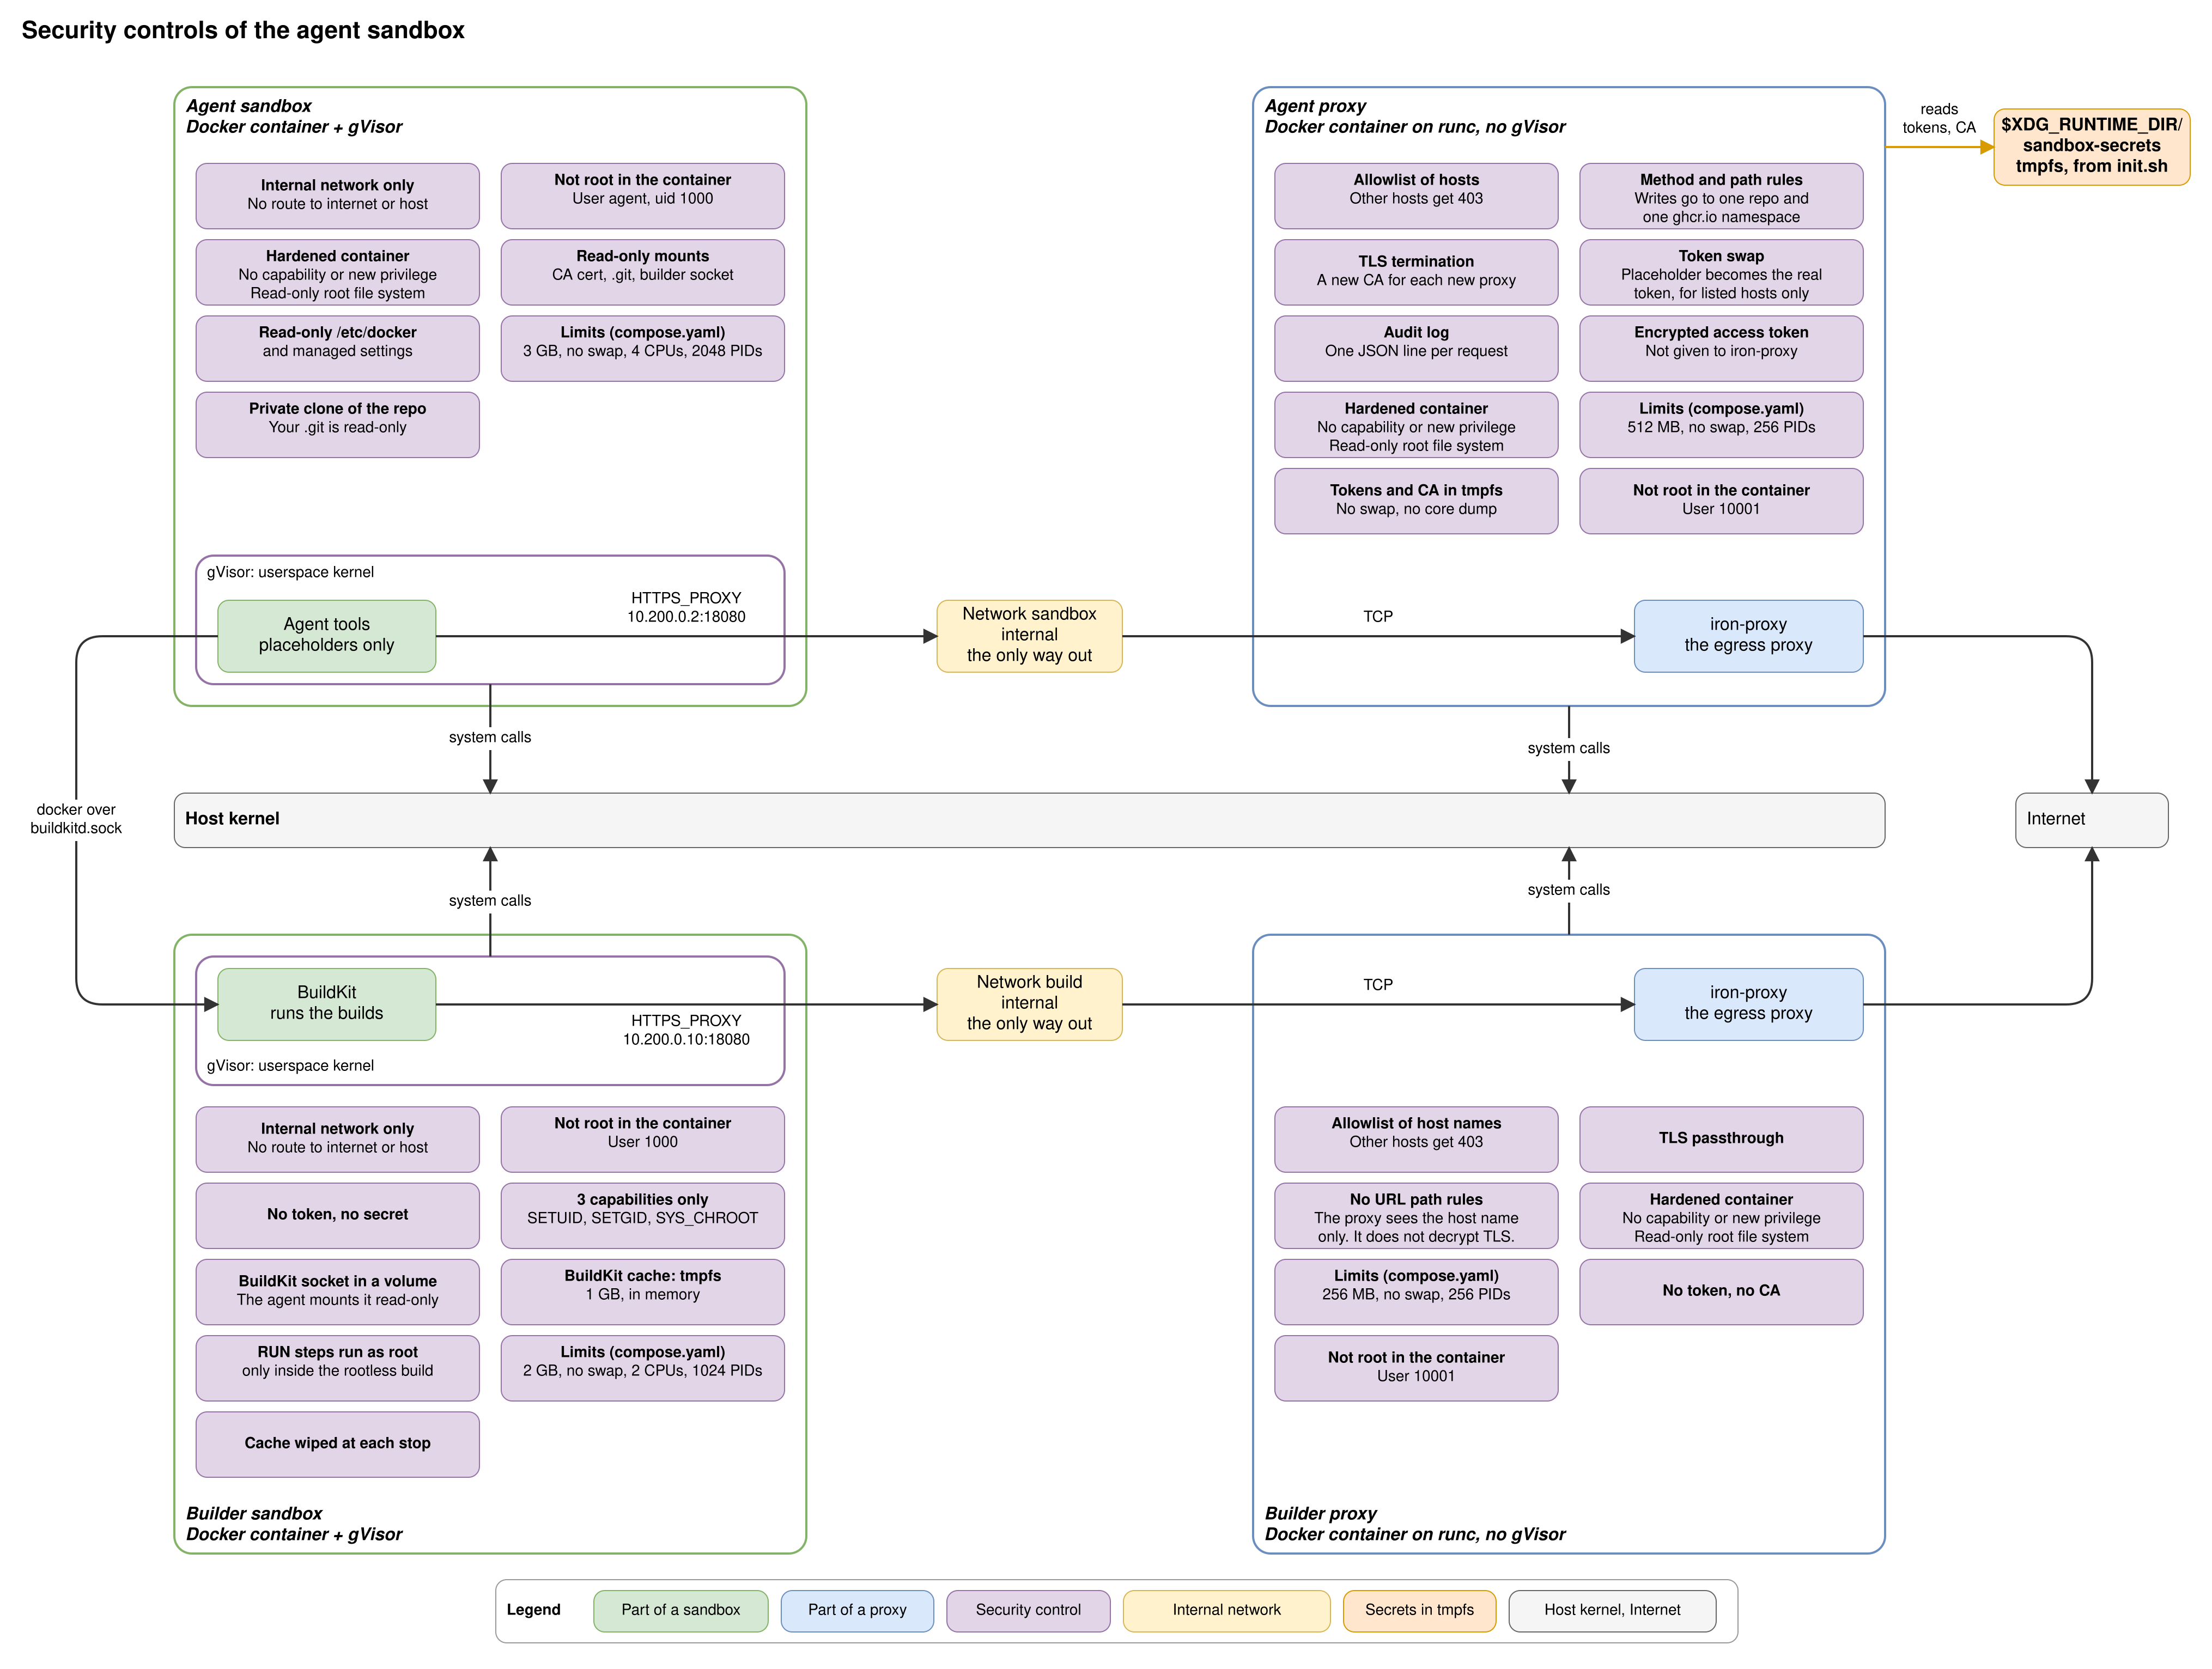 Security controls of the agent sandbox
Agent sandbox
Docker container + gVisor
Internal network only
No route to internet or host
Not root in the container
User agent, uid 1000
Hardened container
No capability or new privilege
Read-only root file system
Read-only mounts
CA cert, .git, builder socket
Read-only /etc/docker
and managed settings
Limits (compose.yaml)
3 GB, no swap, 4 CPUs, 2048 PIDs
Private clone of the repo
Your .git is read-only
gVisor: userspace kernel
Agent tools
placeholders only
HTTPS_PROXY
10.200.0.2:18080
Network sandbox
internal
the only way out
Agent proxy
Docker container on runc, no gVisor
Allowlist of hosts
Other hosts get 403
Method and path rules
Writes go to one repo and
one ghcr.io namespace
TLS termination
A new CA for each new proxy
Token swap
Placeholder becomes the real
token, for listed hosts only
Audit log
One JSON line per request
Encrypted access token
Not given to iron-proxy
Hardened container
No capability or new privilege
Read-only root file system
Limits (compose.yaml)
512 MB, no swap, 256 PIDs
Tokens and CA in tmpfs
No swap, no core dump
Not root in the container
User 10001
TCP
iron-proxy
the egress proxy
reads
tokens, CA
$XDG_RUNTIME_DIR/
sandbox-secrets
tmpfs, from init.sh
system calls
system calls
docker over
buildkitd.sock
Host kernel
Internet
system calls
system calls
BuildKit
runs the builds
HTTPS_PROXY
10.200.0.10:18080
gVisor: userspace kernel
Network build
internal
the only way out
TCP
iron-proxy
the egress proxy
Internal network only
No route to internet or host
Not root in the container
User 1000
No token, no secret
3 capabilities only
SETUID, SETGID, SYS_CHROOT
BuildKit socket in a volume
The agent mounts it read-only
BuildKit cache: tmpfs
1 GB, in memory
RUN steps run as root
only inside the rootless build
Limits (compose.yaml)
2 GB, no swap, 2 CPUs, 1024 PIDs
Cache wiped at each stop
Builder sandbox
Docker container + gVisor
Allowlist of host names
Other hosts get 403
TLS passthrough
No URL path rules
The proxy sees the host name
only. It does not decrypt TLS.
Hardened container
No capability or new privilege
Read-only root file system
Limits (compose.yaml)
256 MB, no swap, 256 PIDs
No token, no CA
Not root in the container
User 10001
Builder proxy
Docker container on runc, no gVisor
Legend
Part of a sandbox
Part of a proxy
Security control
Internal network
Secrets in tmpfs
Host kernel, Internet